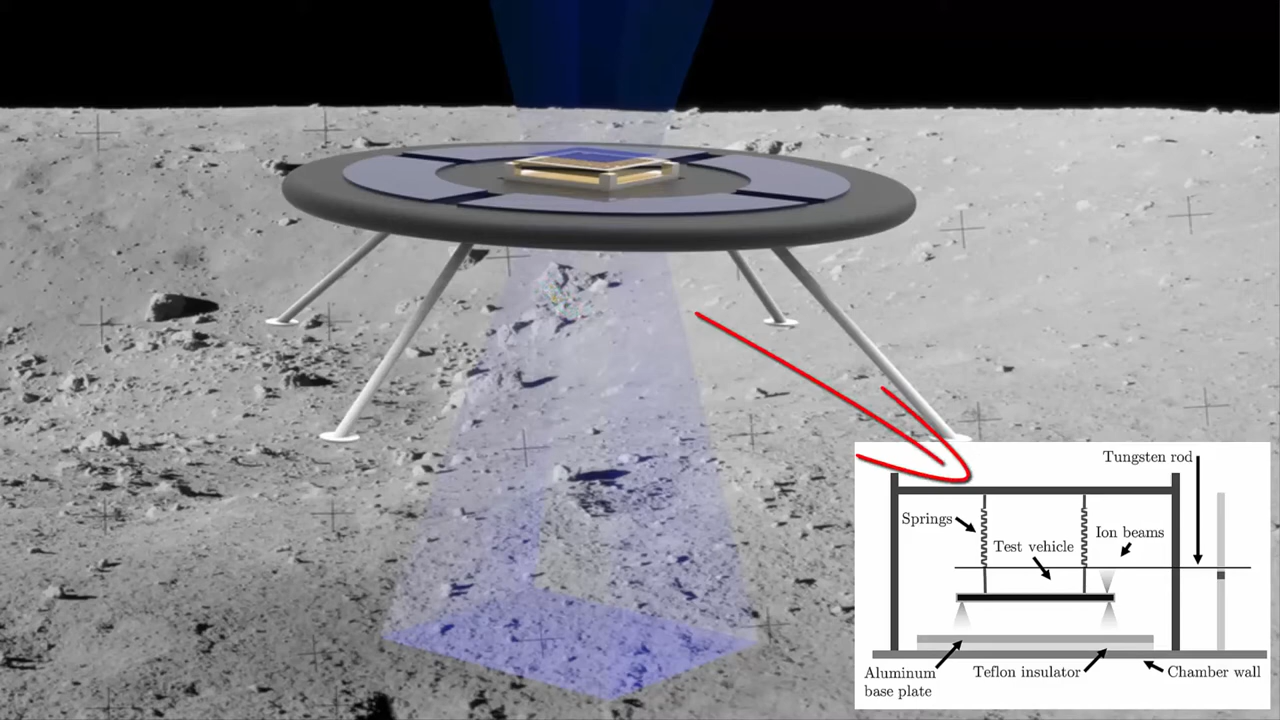 Tungsten rod
Springs
Ion beams
Test vehicle
Aluminum
base plate
Teflon insulator
Chamber wall